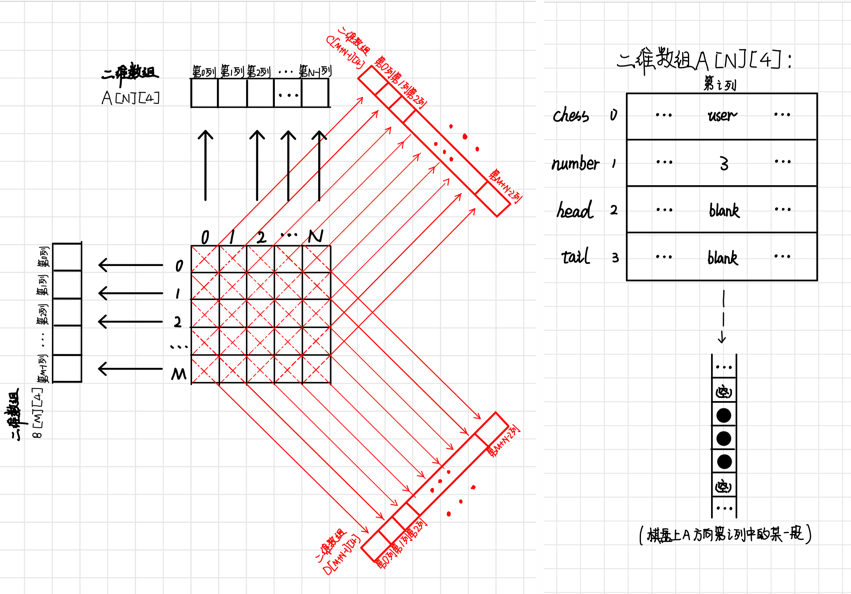 二维数组
A[N][4]
第0列 第1列 第2列 ... 第N-1列
二维数组
C[M+N-1][4]
第0列 第1列 第2列
...
第M+N-2列
0 1 2 ... N
0
1
2
...
M
第0列
第1列
第2列
...
第M-1列
二维数组
B[M][4]
二维数组
D[M+N-1][4]
第0列 第1列 第2列
第M+N-2列
二维数组A[N][4]:
第i列
chess 0 ... user ...
number 1 ... 3 ...
head 2 ... blank ...
tail 3 ... blank ...
...
空
空
...
(棋盘上A方向第i列中的某一段)